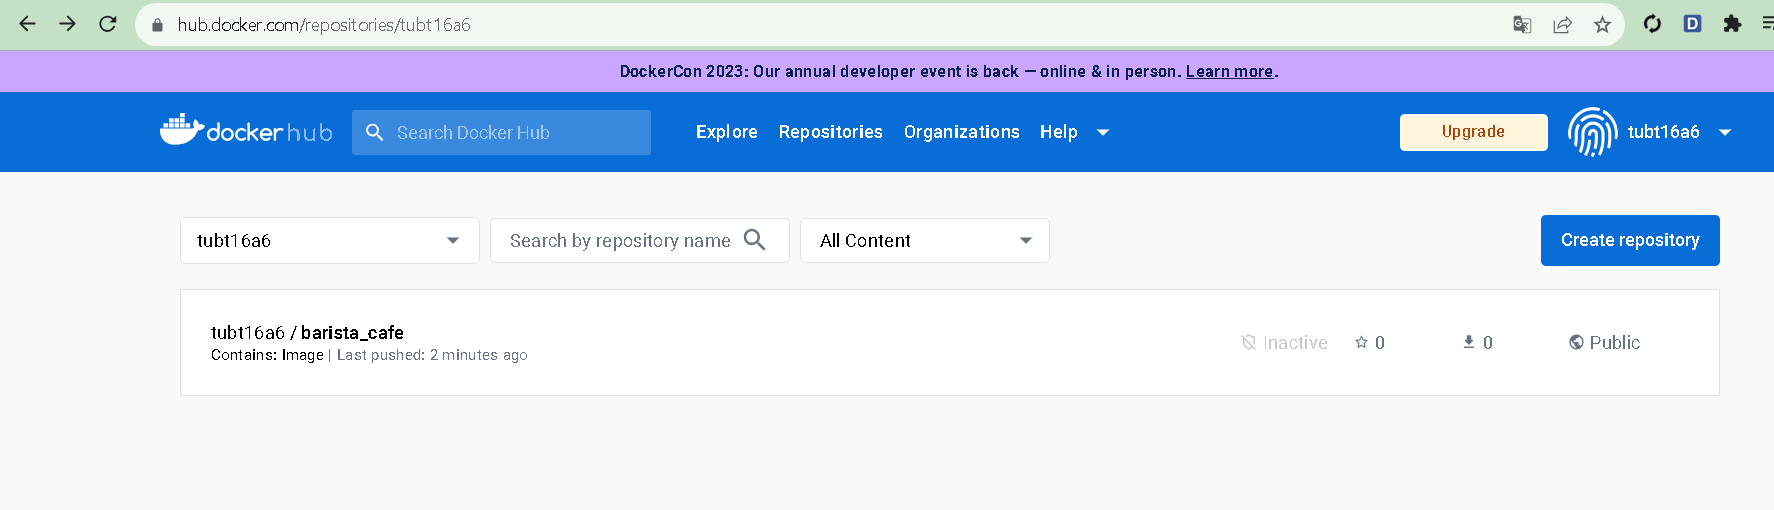 hub.docker.com/repositories/tubt16a6
D
DockerCon 2023: Our annual developer event is back — online & in person. Learn more.
dockerhub
Search Docker Hub
Explore Repositories Organizations Help
Upgrade
tubt16a6
tubt16a6
Search by repository name
All Content
Create repository
tubt16a6 / barista_cafe
Contains: Image | Last pushed: 2 minutes ago
Inactive
0
0
Public